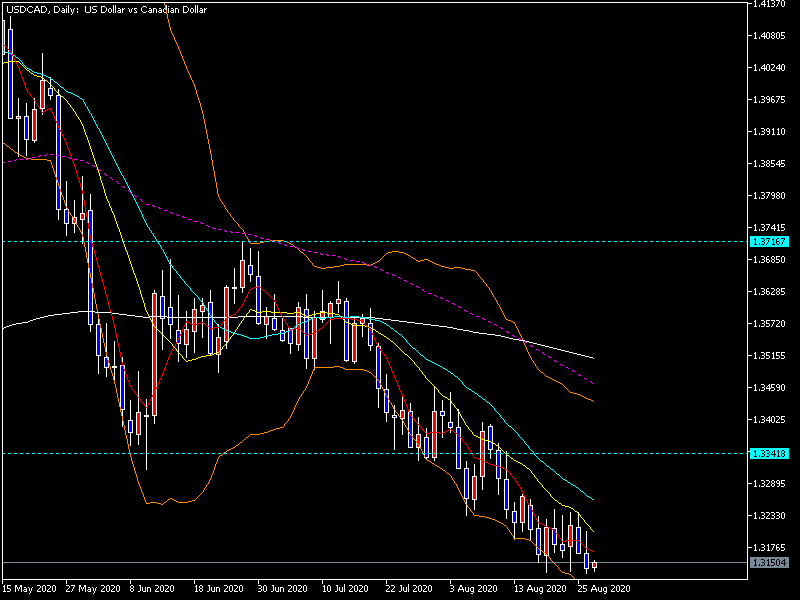 USDCAD, Daily: US Dollar vs Canadian Dollar
1.41370
1.40805
1.40240
1.39675
1.39110
1.38545
1.37980
1.37415
1.37167
1.36850
1.36285
1.35720
1.35155
1.34590
1.34025
1.33418
1.32895
1.32330
1.31765
1.31504
15 May 2020
27 May 2020
8 Jun 2020
18 Jun 2020
30 Jun 2020
10 Jul 2020
22 Jul 2020
3 Aug 2020
13 Aug 2020
25 Aug 2020